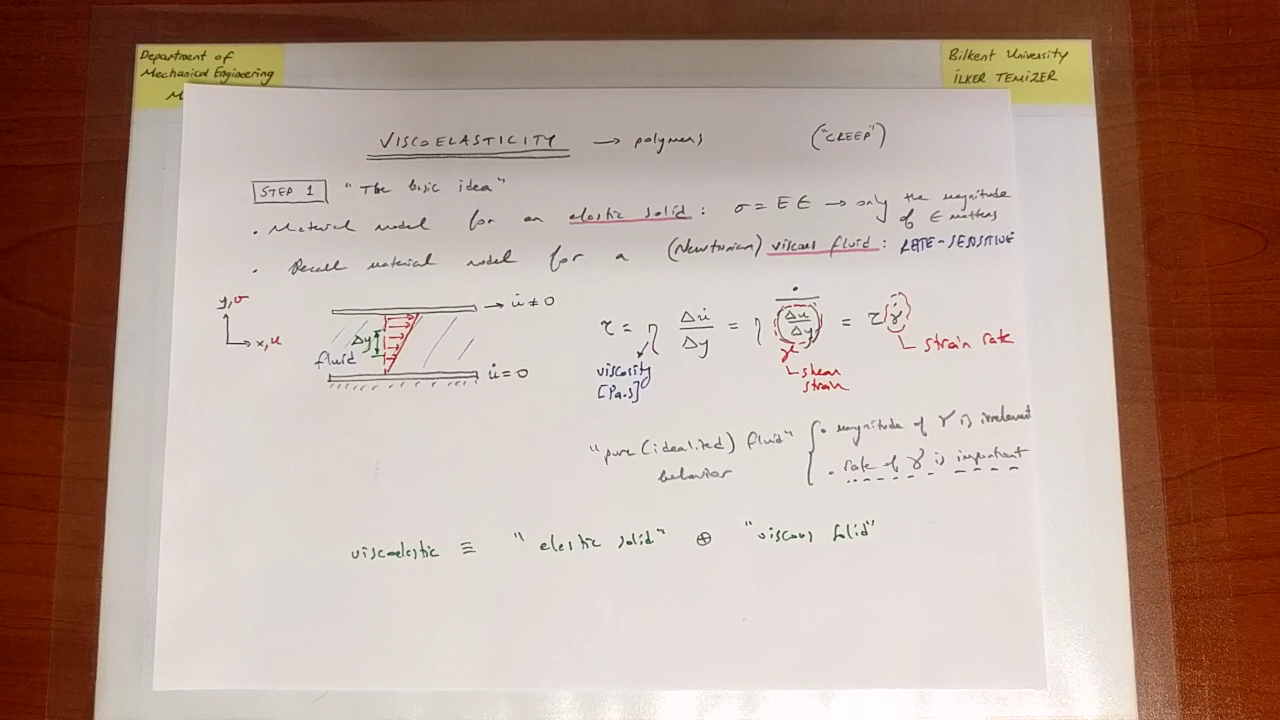 Department of
Mechanical Engineering
M
Bilkent University
İLKER TEMİZER
VISCOELASTICITY → polymers ("CREEP")
STEP 1 "The basic idea"
• Material model for an elastic solid: σ = E ϵ → only the magnitude
of ϵ matters
• Recall material model for a (Newtonian) viscous fluid: RATE-SENSITIVE
y,v
x,u
u̇ ≠ 0
Δy
fluid
u̇ = 0
τ = η Δu̇/Δy = η (Δu/Δy)˙ = τ γ̇
viscosity
[Pa.s]
γ
shear
strain
strain rate
"pure (idealized) fluid"
behavior
• magnitude of γ is irrelevant
• rate of γ is important
viscoelastic ≡ "elastic solid" ⊕ "viscous folid"